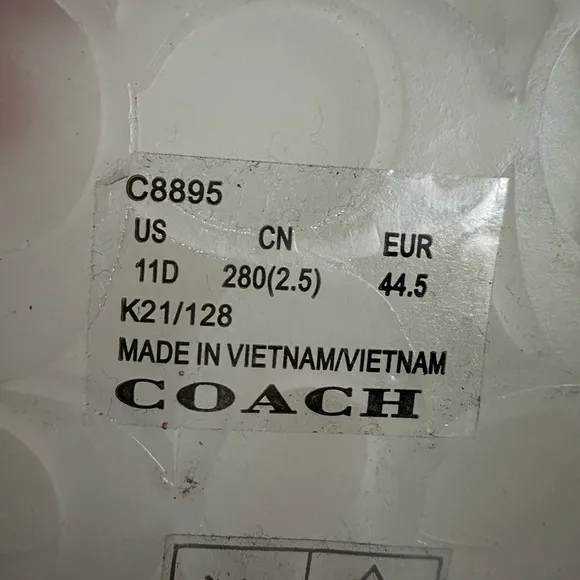 C8895
US CN EUR
11D 280(2.5) 44.5
K21/128
MADE IN VIETNAM/VIETNAM
COACH